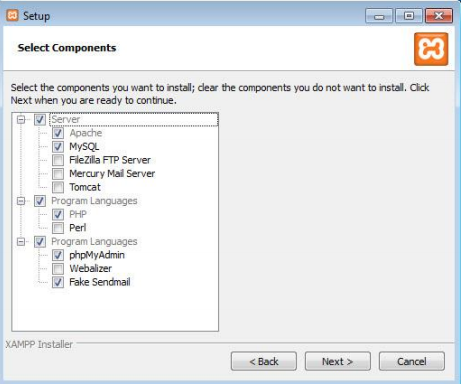 Setup
Select Components
Select the components you want to install; clear the components you do not want to install. Click
Next when you are ready to continue.
Server
Apache
MySQL
FileZilla FTP Server
Mercury Mail Server
Tomcat
Program Languages
PHP
Perl
Program Languages
phpMyAdmin
Webalizer
Fake Sendmail
XAMPP Installer
< Back
Next >
Cancel